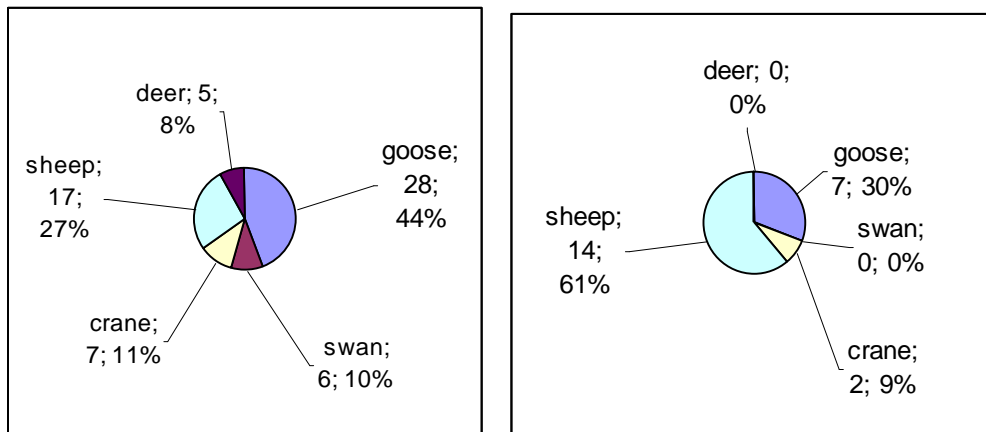 deer; 5;
8%
goose;
28;
44%
sheep;
17;
27%
crane;
7; 11%
swan;
6; 10%
deer; 0;
0%
goose;
7; 30%
swan;
0; 0%
sheep;
14;
61%
crane;
2; 9%